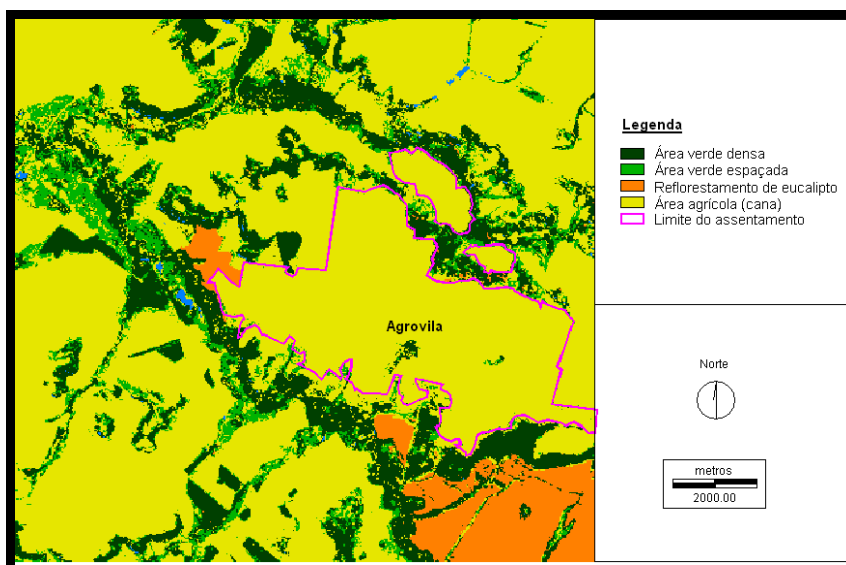 Legenda
Área verde densa
Área verde espaçada
Reflorestamento de eucalipto
Área agrícola (cana)
Limite do assentamento
Agrovila
Norte
metros
2000.00